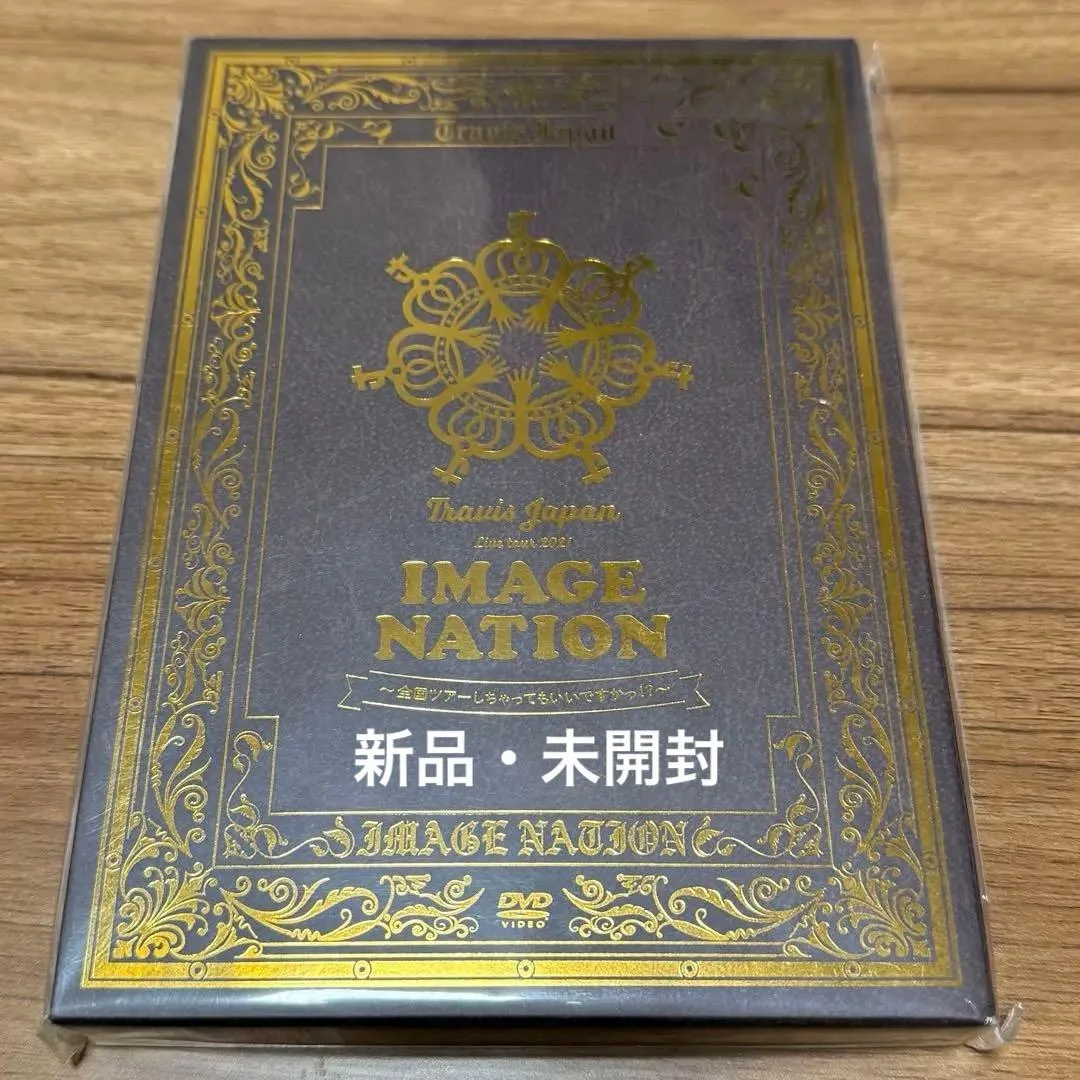 Travis Japan
Travis Japan
Live tour 2021
IMAGE
NATION
～全国ツアーしちゃってもいいですかっ!?～
新品・未開封
IMAGE NATION
DVD
VIDEO